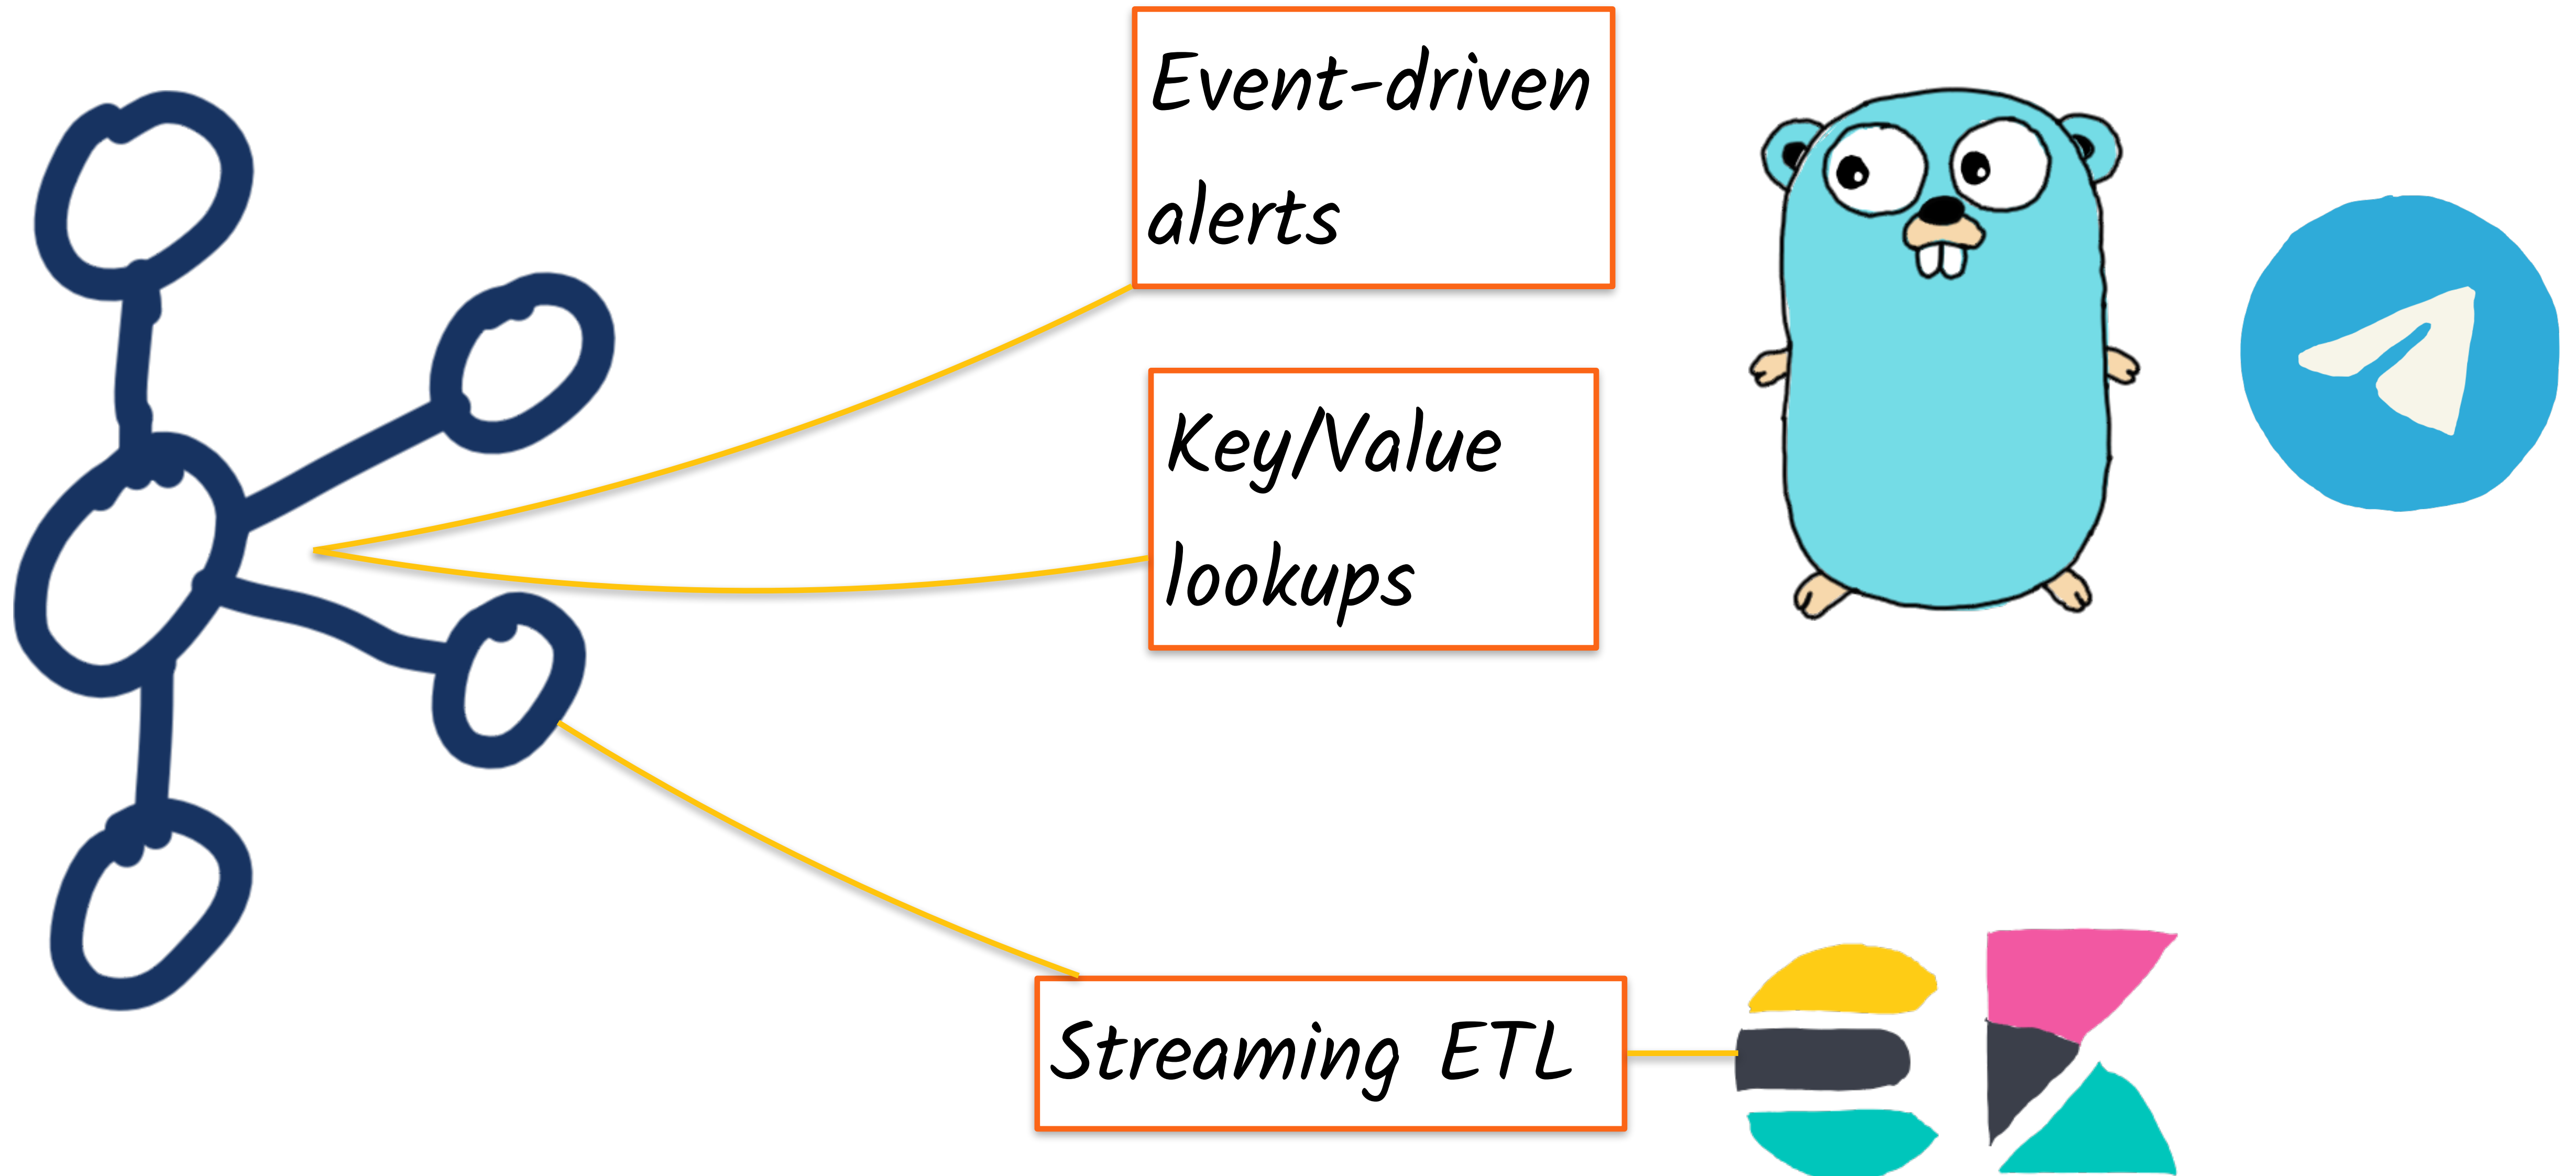 Event-driven
alerts
Key/Value
lookups
Streaming ETL